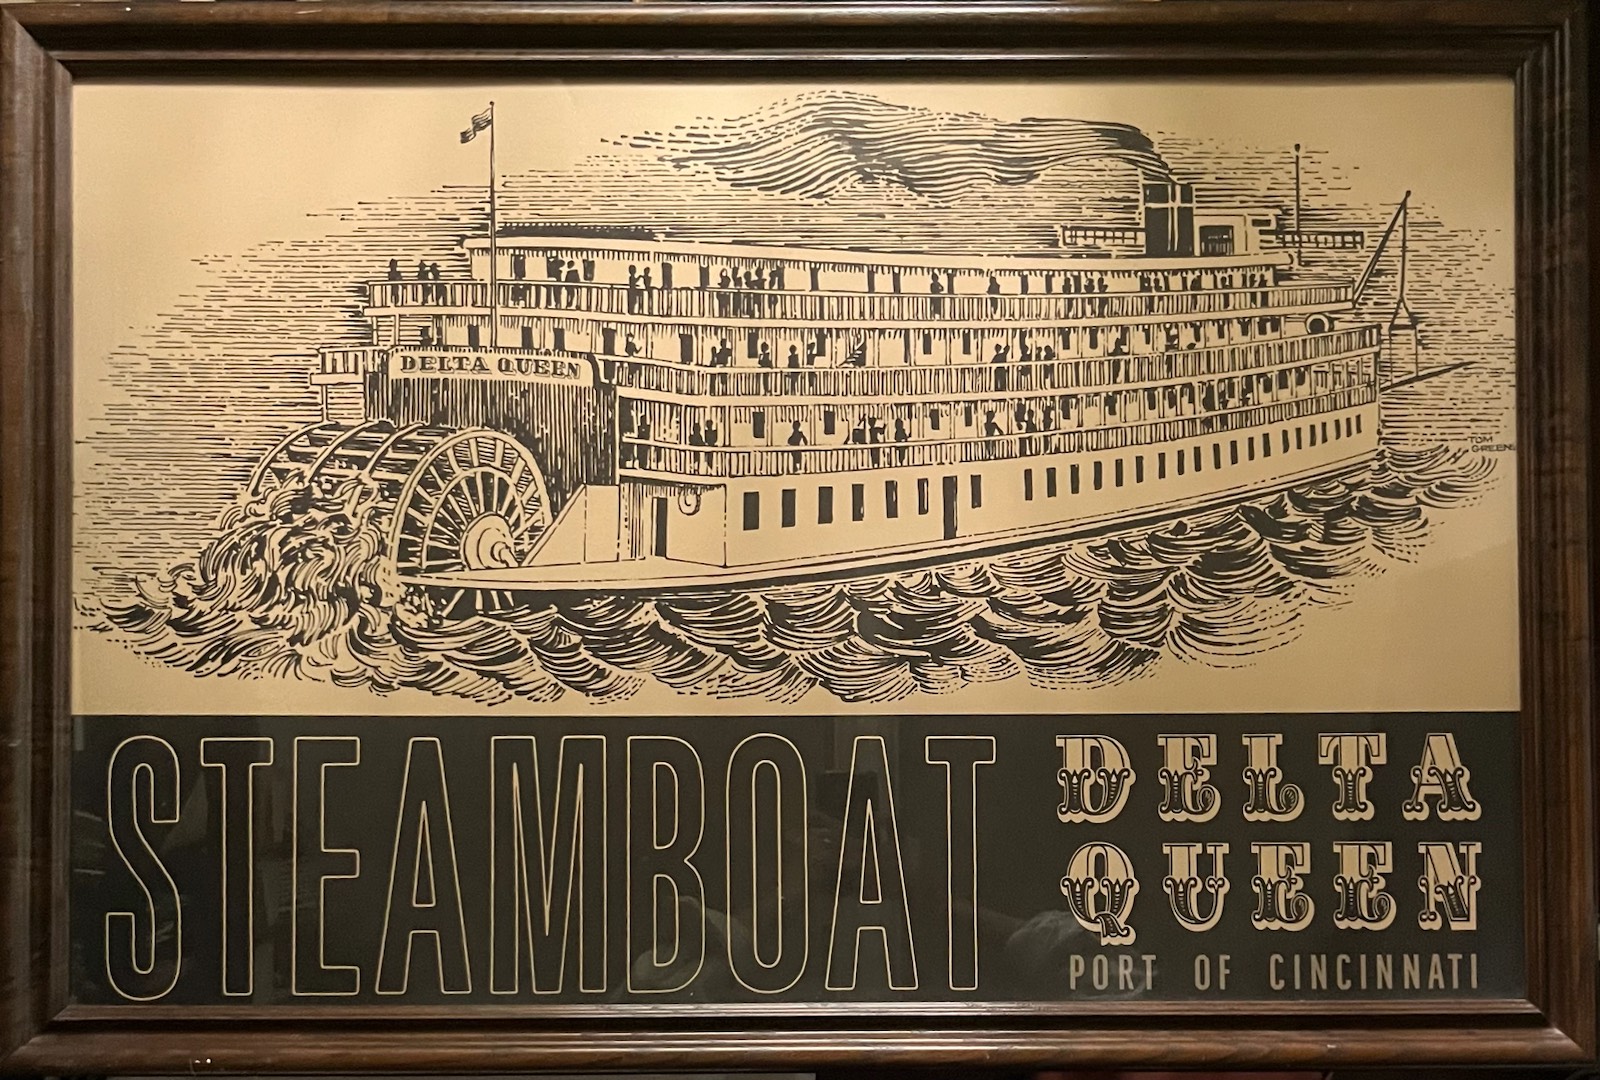 DELTA QUEEN
TOM
GREENE
STEAMBOAT
DELTA
QUEEN
PORT OF CINCINNATI